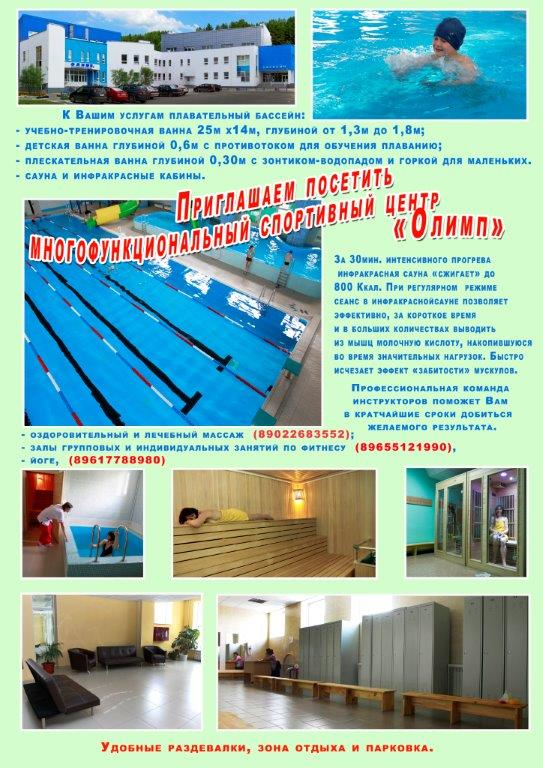 К Вашим услугам плавательный бассейн:
- учебно-тренировочная ванна 25м х14м, глубиной от 1,3м до 1,8м;
- детская ванна глубиной 0,6м с противотоком для обучения плаванию;
- плескательная ванна глубиной 0,30м с зонтиком-водопадом и горкой для маленьких.
- сауна и инфракрасные кабины.
Приглашаем посетить
многофункциональный спортивный центр
«Олимп»
За 30мин. интенсивного прогрева
инфракрасная сауна «сжигает» до
800 Ккал. При регулярном режиме
сеанс в инфракраснойсауне позволяет
эффективно, за короткое время
и в больших количествах выводить
из мышц молочную кислоту, накопившуюся
во время значительных нагрузок. Быстро
исчезает эффект «забитости» мускупов.
Профессиональная команда
инструкторов поможет Вам
в кратчайшие сроки добиться
желаемого результата.
- оздоровительный и лечебный массаж (89022683552);
- залы групповых и индивидуальных занятий по фитнесу (89655121990),
- йоге, (89617788980)
Удобные раздевалки, зона отдыха и парковка.